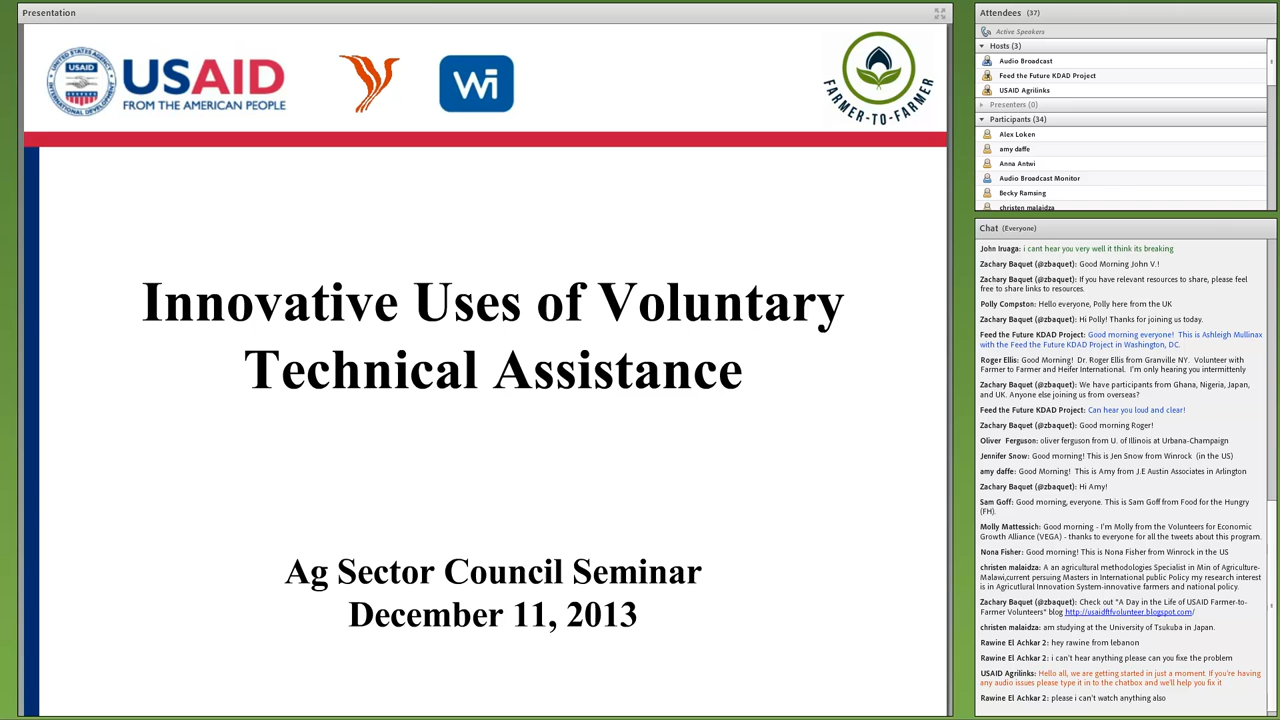 Presentation
USAID
FROM THE AMERICAN PEOPLE
UNITED STATES AGENCY
USAID
INTERNATIONAL DEVELOPMENT
Wi
FARMER-TO-FARMER
Innovative Uses of Voluntary
Technical Assistance
Ag Sector Council Seminar
December 11, 2013
Attendees (37)
Active Speakers
Hosts (3)
Audio Broadcast
Feed the Future KDAD Project
USAID Agrilinks
Presenters (0)
Participants (34)
Alex Loken
amy daffe
Anna Antwi
Audio Broadcast Monitor
Becky Ramsing
christen malaidza
Chat (Everyone)
John Iruaga: i cant hear you very well it think its breaking
Zachary Baquet (@zbaquet): Good Morning John V.!
Zachary Baquet (@zbaquet): If you have relevant resources to share, please feel
free to share links to resources.
Polly Compston: Hello everyone, Polly here from the UK
Zachary Baquet (@zbaquet): Hi Polly! Thanks for joining us today.
Feed the Future KDAD Project: Good morning everyone! This is Ashleigh Mullinax
with the Feed the Future KDAD Project in Washington, DC.
Roger Ellis: Good Morning! Dr. Roger Ellis from Granville NY. Volunteer with
Farmer to Farmer and Heifer International. I'm only hearing you intermittenly
Zachary Baquet (@zbaquet): We have participants from Ghana, Nigeria, Japan,
and UK. Anyone else joining us from overseas?
Feed the Future KDAD Project: Can hear you loud and clear!
Zachary Baquet (@zbaquet): Good morning Roger!
Oliver Ferguson: oliver ferguson from U. of Illinois at Urbana-Champaign
Jennifer Snow: Good morning! This is Jen Snow from Winrock (in the US)
amy daffe: Good Morning! This is Amy from J.E Austin Associates in Arlington
Zachary Baquet (@zbaquet): Hi Amy!
Sam Goff: Good morning, everyone. This is Sam Goff from Food for the Hungry
(FH).
Molly Mattessich: Good morning - I'm Molly from the Volunteers for Economic
Growth Alliance (VEGA) - thanks to everyone for all the tweets about this program.
Nona Fisher: Good morning! This is Nona Fisher from Winrock in the US
christen malaidza: A an agricultural methodologies Specialist in Min of Agriculture-
Malawi,current persuing Masters in International public Policy my research interest
is in Agricutlural Innovation System-innovative farmers and national policy.
Zachary Baquet (@zbaquet): Check out "A Day in the Life of USAID Farmer-to-
Farmer Volunteers" blog http://usaidftfvolunteer.blogspot.com/
christen malaidza: am studying at the University of Tsukuba in Japan.
Rawine El Achkar 2: hey rawine from lebanon
Rawine El Achkar 2: i can't hear anything please can you fixe the problem
USAID Agrilinks: Hello all, we are getting started in just a moment. If you're having
any audio issues please type it in to the chatbox and we'll help you fix it
Rawine El Achkar 2: please i can't watch anything also